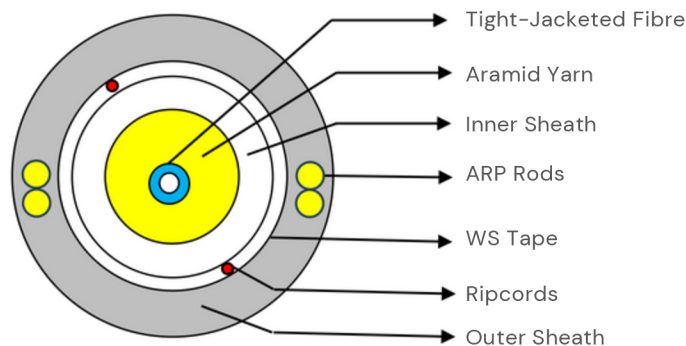 Tight-Jacketed Fibre
Aramid Yarn
Inner Sheath
ARP Rods
WS Tape
Ripcords
Outer Sheath